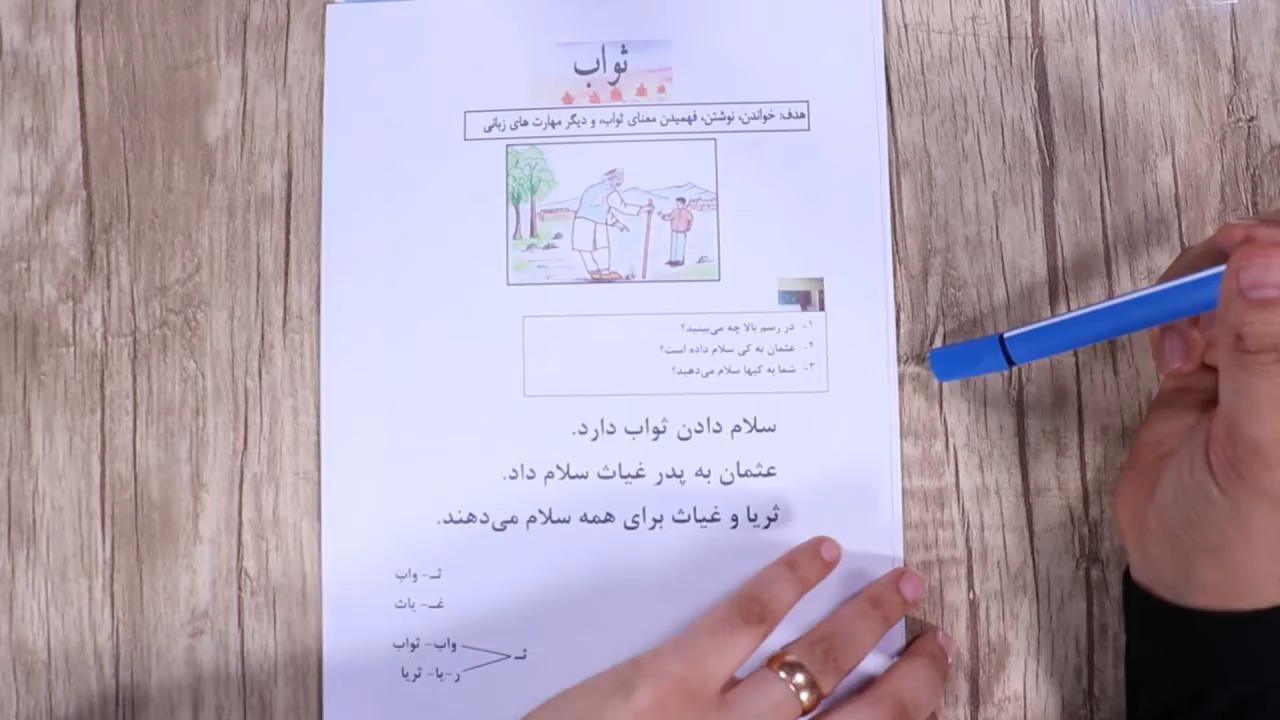 ثواب
هدف: خواندن، نوشتن، فهمیدن معنای ثواب، و دیگر مهارت های زبانی
۱- در رسم بالا چه می‌بینید؟
۲- عثمان به کی سلام داده است؟
۳- شما به کیها سلام می‌دهید؟
سلام دادن ثواب دارد.
عثمان به پدر غیاث سلام داد.
ثریا و غیاث برای همه سلام می‌دهند.
ثـ - واب
غـ - یاث
ثـ
واب - ثواب
ر - یا - ثریا